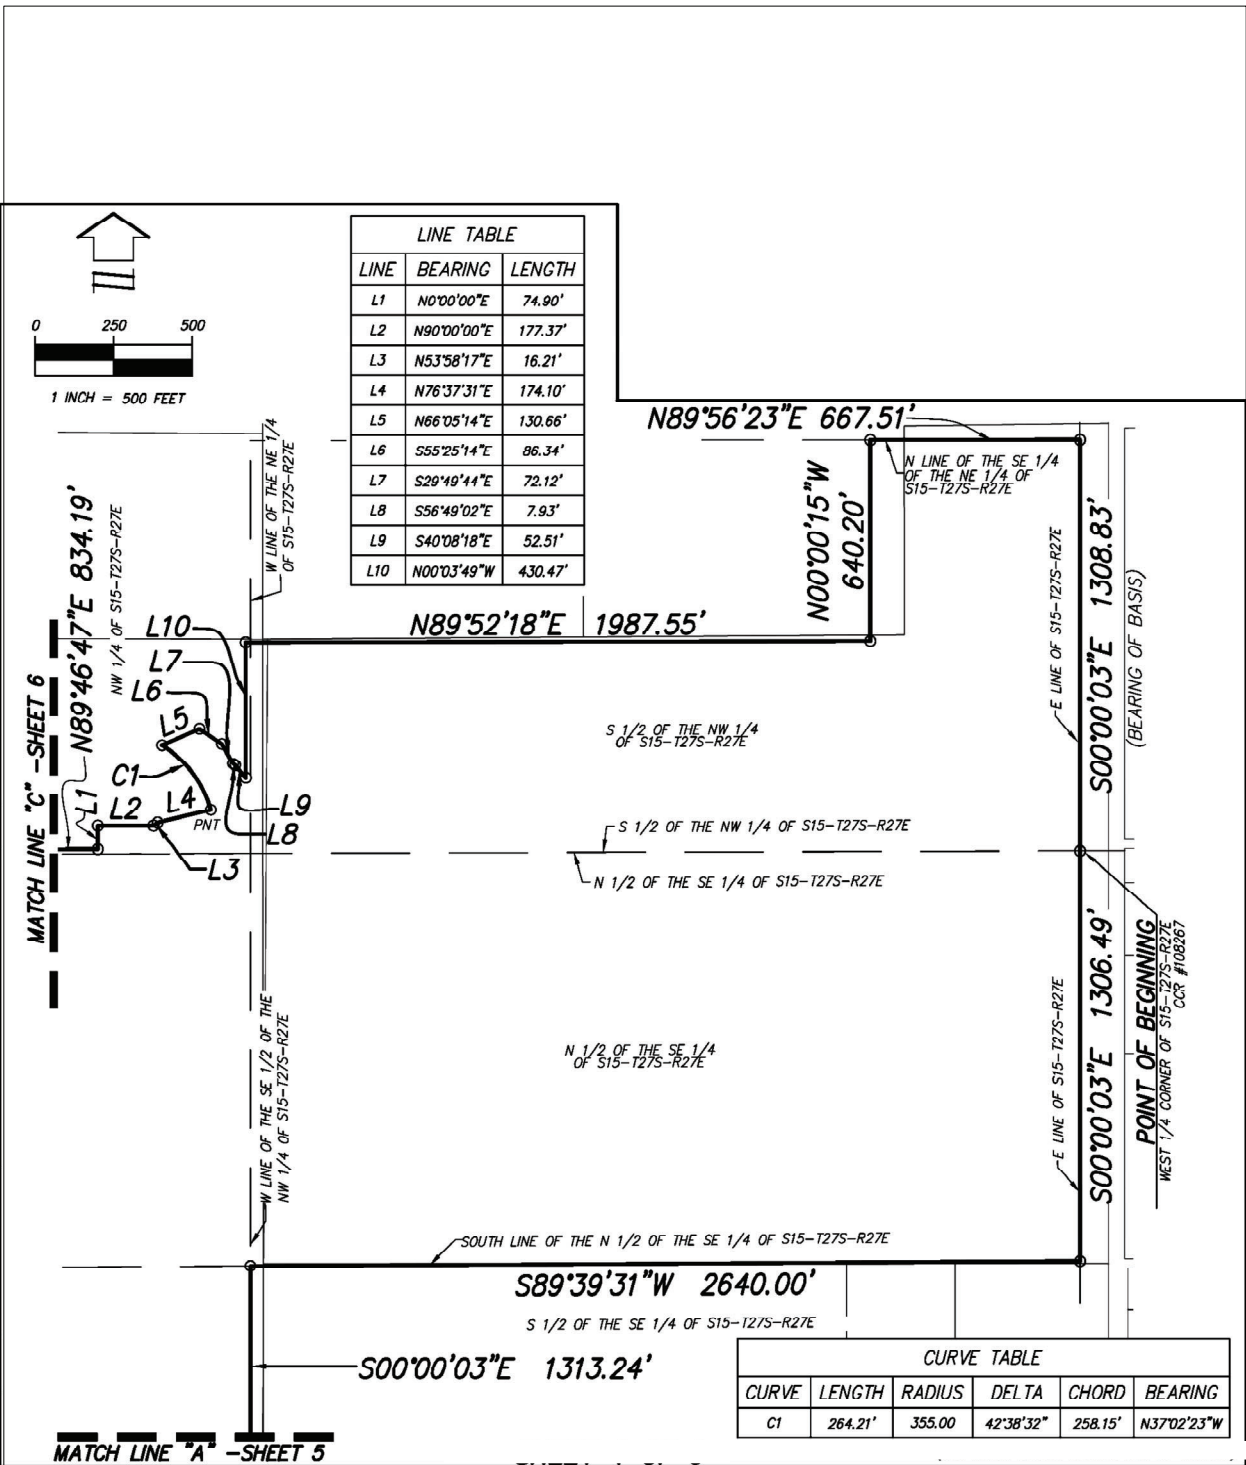 LINE TABLE
LINE BEARING LENGTH
L1 N0°00'00"E 74.90'
L2 N90°00'00"E 177.37'
L3 N53°58'17"E 16.21'
L4 N76°37'31"E 174.10'
L5 N66°05'14"E 130.66'
L6 S55°25'14"E 86.34'
L7 S29°49'44"E 72.12'
L8 S56°49'02"E 7.93'
L9 S40°08'18"E 52.51'
L10 N00°03'49"W 430.47'
0 250 500
1 INCH = 500 FEET
N89°56'23"E 667.51'
N LINE OF THE SE 1/4
OF THE NE 1/4 OF
S15-T27S-R27E
N00°00'15"W
640.20'
W LINE OF THE NE 1/4
OF S15-T27S-R27E
N89°46'47"E 834.19'
NW 1/4 OF S15-T27S-R27E
E LINE OF S15-T27S-R27E
S00°00'03"E 1308.83'
(BEARING OF BASIS)
N89°52'18"E 1987.55'
L10
L7
L6
L5
C1
L1
L2
L4
PNT
L9
L8
L3
MATCH LINE "C" -SHEET 6
S 1/2 OF THE NW 1/4
OF S15-T27S-R27E
S 1/2 OF THE NW 1/4 OF S15-T27S-R27E
N 1/2 OF THE SE 1/4 OF S15-T27S-R27E
POINT OF BEGINNING
WEST 1/4 CORNER OF S15-T27S-R27E
CCR #108267
S00°00'03"E 1306.49'
E LINE OF S15-T27S-R27E
N 1/2 OF THE SE 1/4
OF S15-T27S-R27E
W LINE OF THE SE 1/2 OF THE
NW 1/4 OF S15-T27S-R27E
SOUTH LINE OF THE N 1/2 OF THE SE 1/4 OF S15-T27S-R27E
S89°39'31"W 2640.00'
S 1/2 OF THE SE 1/4 OF S15-T27S-R27E
S00°00'03"E 1313.24'
CURVE TABLE
CURVE LENGTH RADIUS DELTA CHORD BEARING
C1 264.21' 355.00 42°38'32" 258.15' N37°02'23"W
MATCH LINE "A" -SHEET 5